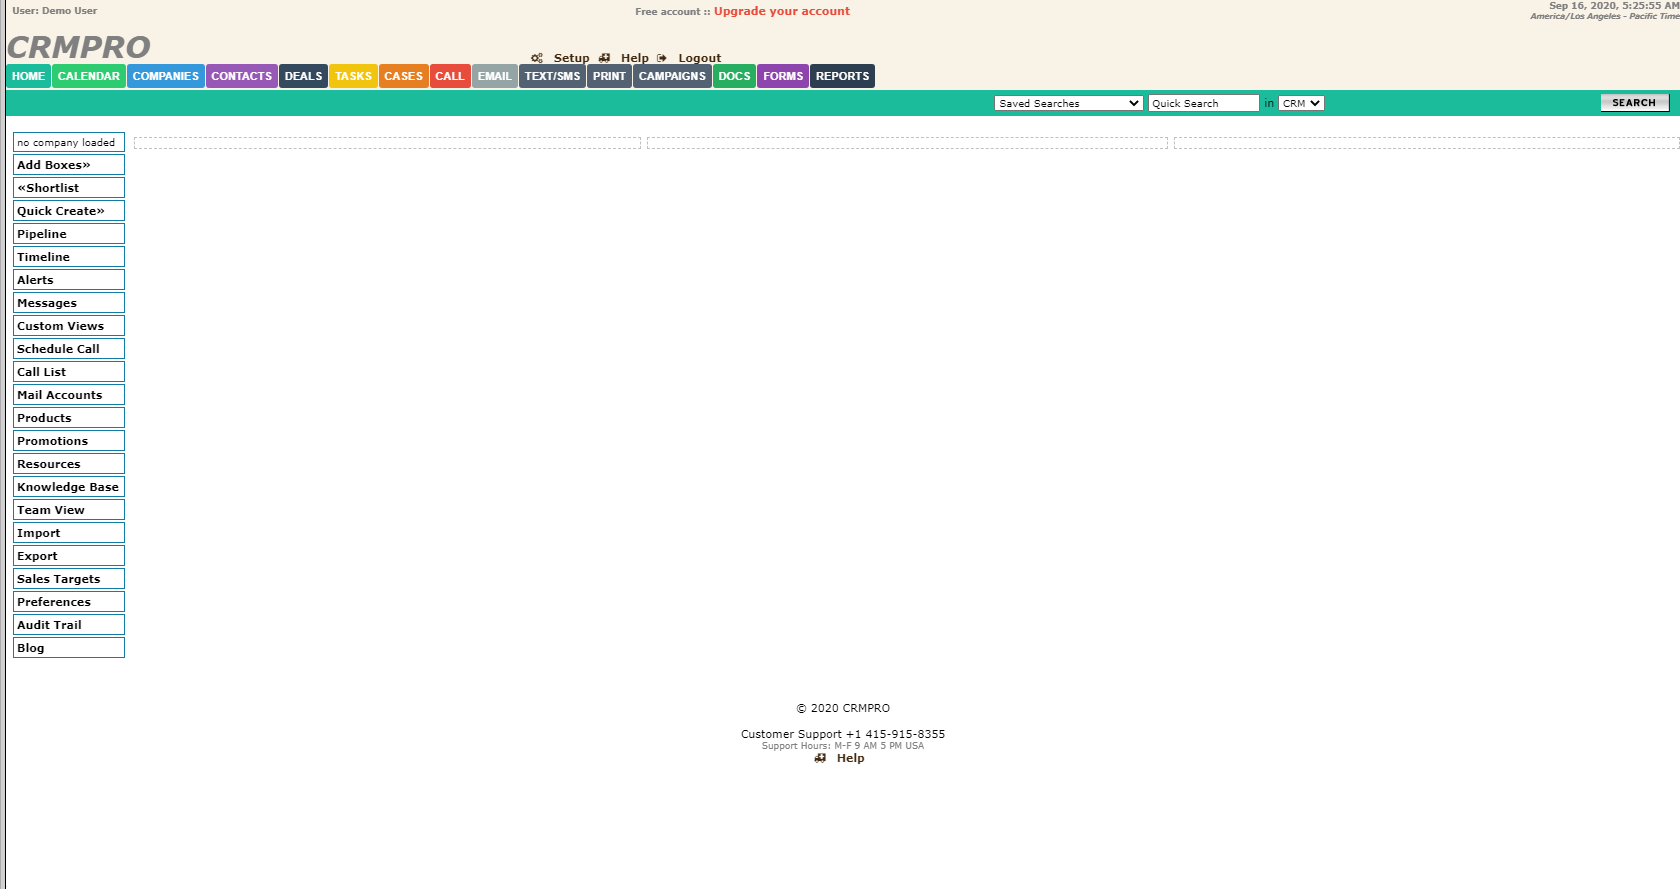 User: Demo User
Free account :: Upgrade your account
Sep 16, 2020, 5:25:55 AM
America/Los Angeles - Pacific Time
CRMPRO
Setup Help Logout
HOME CALENDAR COMPANIES CONTACTS DEALS TASKS CASES CALL EMAIL TEXT/SMS PRINT CAMPAIGNS DOCS FORMS REPORTS
Saved Searches Quick Search in CRM SEARCH
no company loaded
Add Boxes»
«Shortlist
Quick Create»
Pipeline
Timeline
Alerts
Messages
Custom Views
Schedule Call
Call List
Mail Accounts
Products
Promotions
Resources
Knowledge Base
Team View
Import
Export
Sales Targets
Preferences
Audit Trail
Blog
© 2020 CRMPRO
Customer Support +1 415-915-8355
Support Hours: M-F 9 AM 5 PM USA
Help